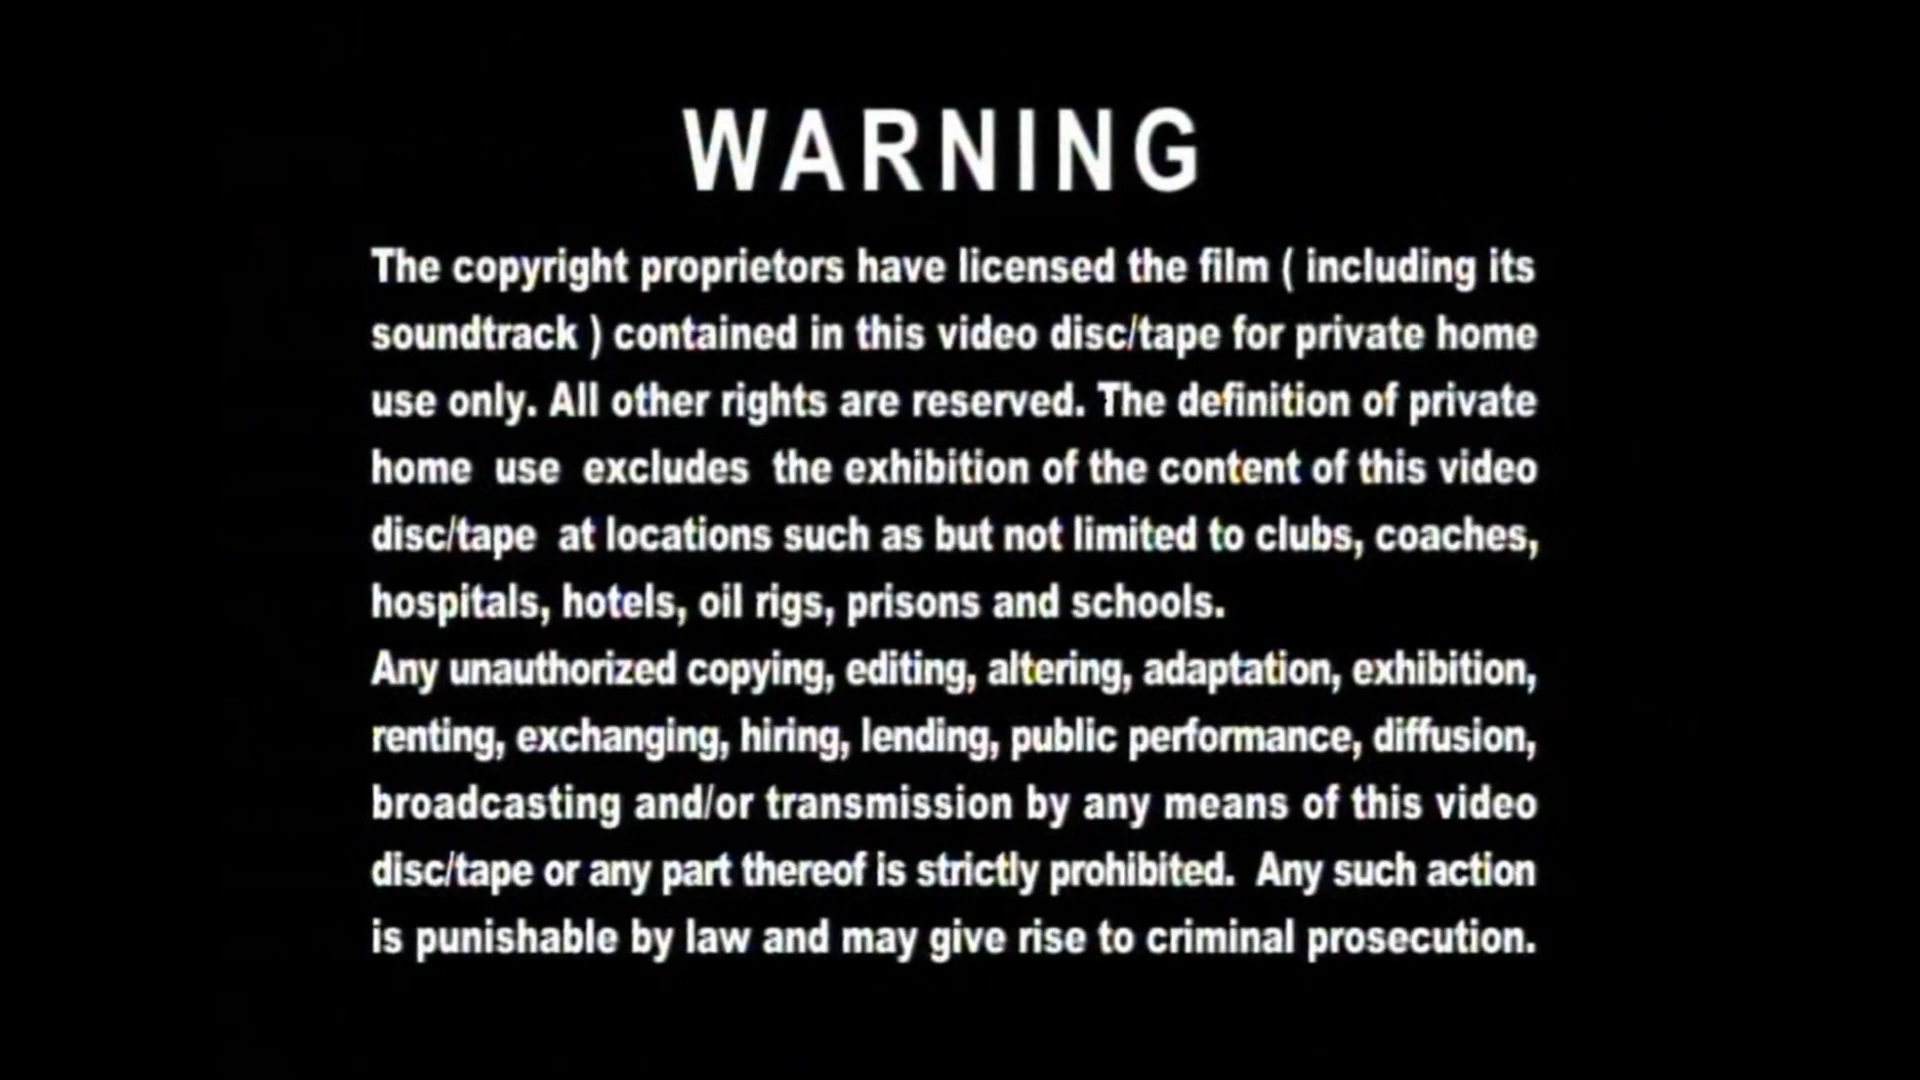 WARNING
The copyright proprietors have licensed the film ( including its
soundtrack ) contained in this video disc/tape for private home
use only. All other rights are reserved. The definition of private
home use excludes the exhibition of the content of this video
disc/tape at locations such as but not limited to clubs, coaches,
hospitals, hotels, oil rigs, prisons and schools.
Any unauthorized copying, editing, altering, adaptation, exhibition,
renting, exchanging, hiring, lending, public performance, diffusion,
broadcasting and/or transmission by any means of this video
disc/tape or any part thereof is strictly prohibited. Any such action
is punishable by law and may give rise to criminal prosecution.